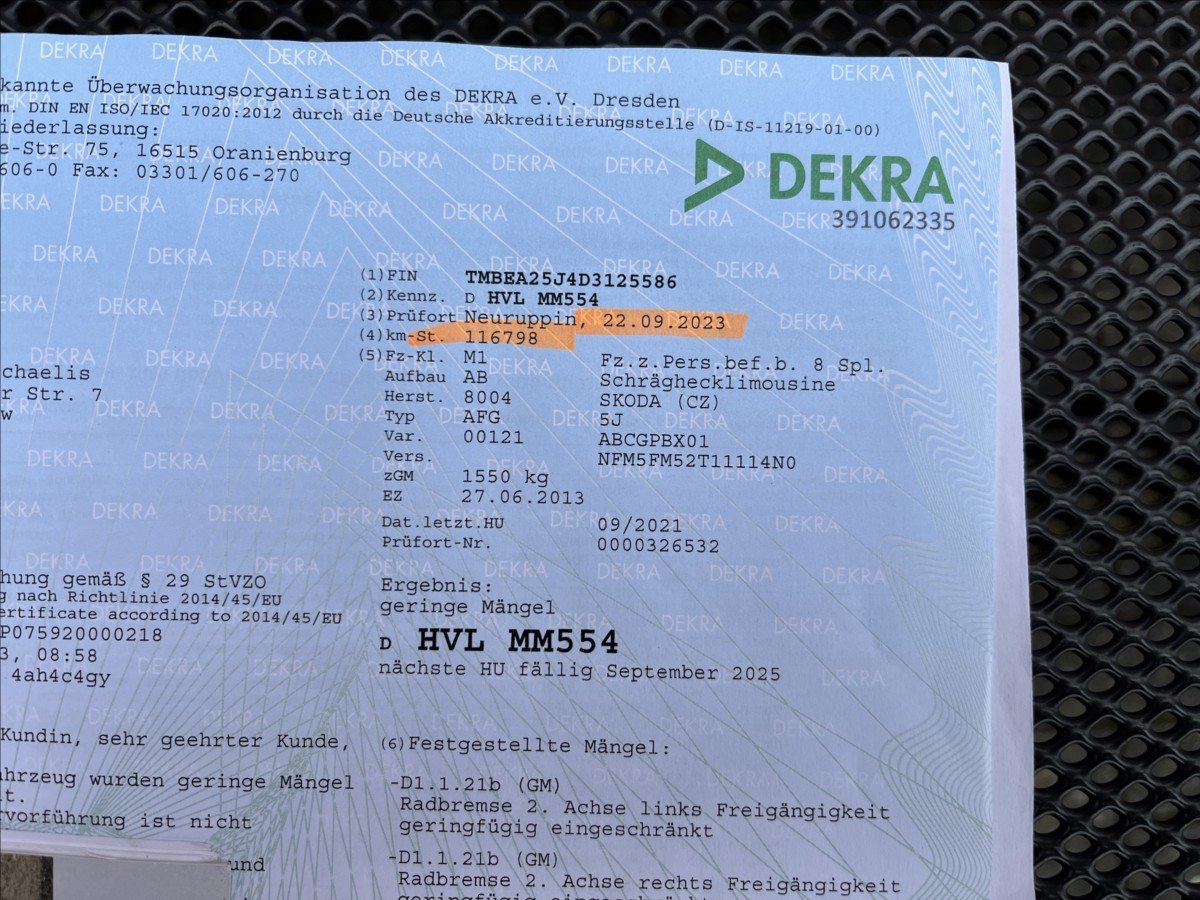 kannte Überwachungsorganisation des DEKRA e.V. Dresden
m. DIN EN ISO/IEC 17020:2012 durch die Deutsche Akkreditierungsstelle (D-IS-11219-01-00)
iederlassung:
e-Str. 75, 16515 Oranienburg
606-0 Fax: 03301/606-270
DEKRA
391062335
(1) FIN TMBEA25J4D3125586
(2) Kennz. D HVL MM554
(3) Prüfort Neuruppin, 22.09.2023
(4) km-St. 116798
(5) Fz-Kl. M1 Fz.z.Pers.bef.b. 8 Spl.
Aufbau AB Schräghecklimousine
Herst. 8004 SKODA (CZ)
Typ AFG 5J
Var. 00121 ABCGPBX01
Vers. NFM5FM52T11114N0
zGM 1550 kg
EZ 27.06.2013
Dat.letzt.HU 09/2021
Prüfort-Nr. 0000326532
chaelis
r Str. 7
w
Ergebnis:
geringe Mängel
D HVL MM554
nächste HU fällig September 2025
hung gemäß § 29 StVZO
g nach Richtlinie 2014/45/EU
ertificate according to 2014/45/EU
P075920000218
3, 08:58
4ah4c4gy
Kundin, sehr geehrter Kunde,
ahrzeug wurden geringe Mängel
t.
rvorführung ist nicht
und
(6) Festgestellte Mängel:
-D1.1.21b (GM)
Radbremse 2. Achse links Freigängigkeit
geringfügig eingeschränkt
-D1.1.21b (GM)
Radbremse 2. Achse rechts Freigängigkeit
geringfügig eingeschränkt